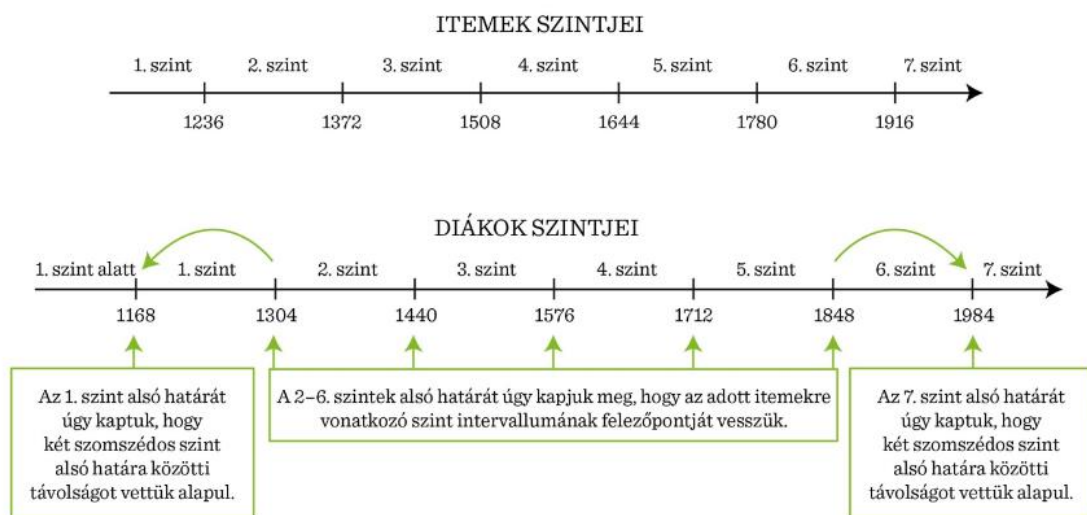 ITEMEK SZINTJEI
1. szint 2. szint 3. szint 4. szint 5. szint 6. szint 7. szint
1236 1372 1508 1644 1780 1916
DIÁKOK SZINTJEI
1. szint alatt 1. szint 2. szint 3. szint 4. szint 5. szint 6. szint 7. szint
1168 1304 1440 1576 1712 1848 1984
Az 1. szint alsó határát
úgy kaptuk, hogy
két szomszédos szint
alsó határa közötti
távolságot vettük alapul.
A 2–6. szintek alsó határát úgy kapjuk meg, hogy az adott itemekre
vonatkozó szint intervallumának felezőpontját vesszük.
Az 7. szint alsó határát
úgy kaptuk, hogy
két szomszédos szint
alsó határa közötti
távolságot vettük alapul.